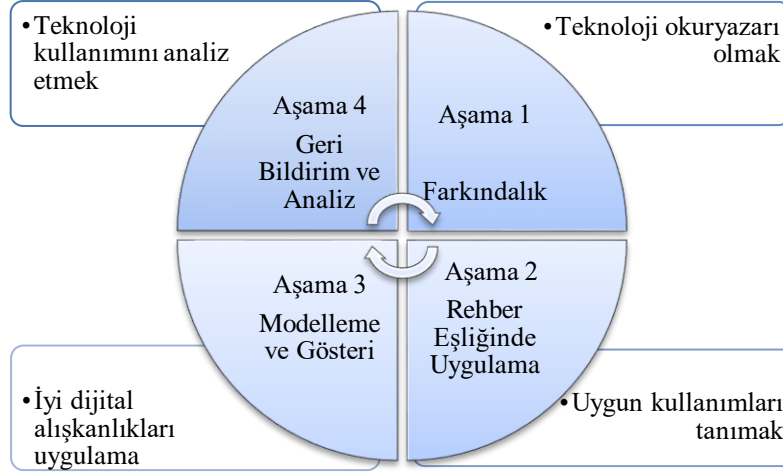 •Teknoloji
kullanımını analiz
etmek
•Teknoloji okuryazarı
olmak
Aşama 4
Geri
Bildirim ve
Analiz
Aşama 1
Farkındalık
Aşama 3
Modelleme
ve Gösteri
Aşama 2
Rehber
Eşliğinde
Uygulama
•İyi dijital
alışkanlıkları
uygulama
•Uygun kullanımları
tanımak